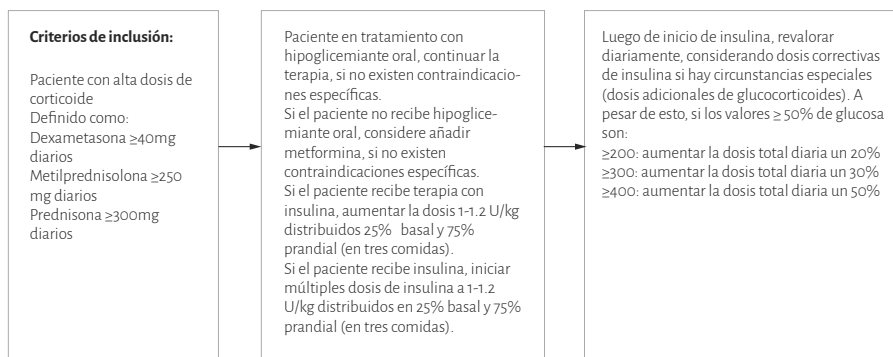 Criterios de inclusión:
Paciente con alta dosis de
corticoide
Definido como:
Dexametasona ≥40mg
diarios
Metilprednisolona ≥250
mg diarios
Prednisona ≥300mg
diarios
Paciente en tratamiento con
hipoglicemiante oral, continuar la
terapia, si no existen contraindicacio-
nes específicas.
Si el paciente no recibe hipoglice-
miante oral, considere añadir
metformina, si no existen
contraindicaciones específicas.
Si el paciente recibe terapia con
insulina, aumentar la dosis 1-1.2 U/kg
distribuidos 25% basal y 75%
prandial (en tres comidas).
Si el paciente recibe insulina, iniciar
múltiples dosis de insulina a 1-1.2
U/kg distribuidos en 25% basal y 75%
prandial (en tres comidas).
Luego de inicio de insulina, revalorar
diariamente, considerando dosis correctivas
de insulina si hay circunstancias especiales
(dosis adicionales de glucocorticoides). A
pesar de esto, si los valores ≥ 50% de glucosa
son:
≥200: aumentar la dosis total diaria un 20%
≥300: aumentar la dosis total diaria un 30%
≥400: aumentar la dosis total diaria un 50%